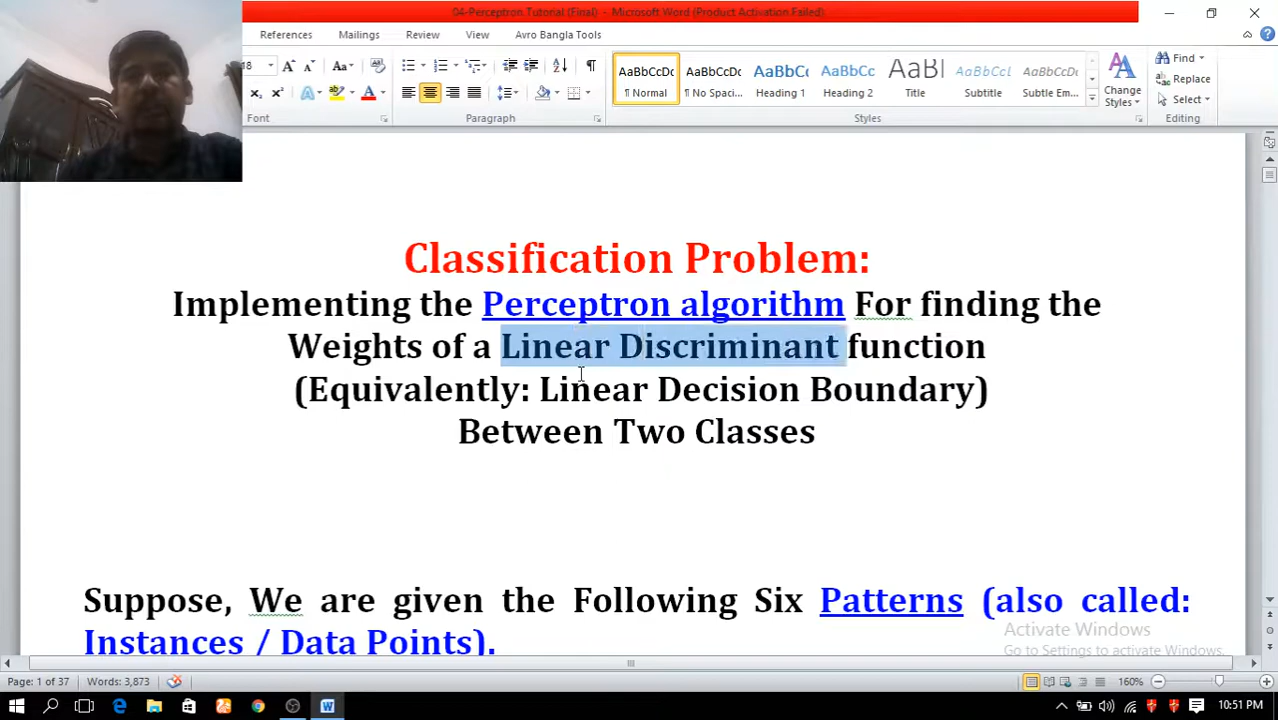 04-Perceptron Tutorial (Final) - Microsoft Word (Product Activation Failed)
References Mailings Review View Avro Bangla Tools
18 Aa
AaBbCcDc AaBbCcDc AaBbCc AaBbCc AaB AaBbCcL AaBbCcDc
¶ Normal ¶ No Spaci... Heading 1 Heading 2 Title Subtitle Subtle Em...
Change Styles
Find
Replace
Select
Font Paragraph Styles Editing
Classification Problem:
Implementing the Perceptron algorithm For finding the
Weights of a Linear Discriminant function
(Equivalently: Linear Decision Boundary)
Between Two Classes
Suppose, We are given the Following Six Patterns (also called:
Instances / Data Points).
Activate Windows
Go to Settings to activate Windows.
Page: 1 of 37 Words: 3,873 160%
10:51 PM